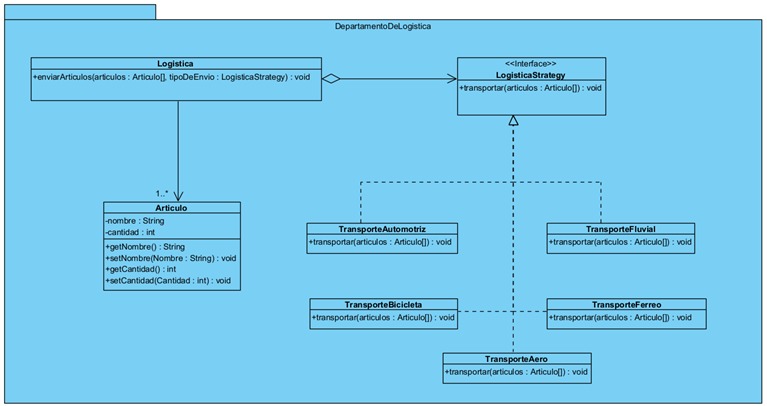 DepartamentoDeLogistica
Logistica
+enviarArticulos(articulos : Articulo[], tipoDeEnvio : LogisticaStrategy) : void
<<Interface>>
LogisticaStrategy
+transportar(articulos : Articulo[]) : void
1..*
Articulo
-nombre : String
-cantidad : int
+getNombre() : String
+setNombre(Nombre : String) : void
+getCantidad() : int
+setCantidad(Cantidad : int) : void
TransporteAutomotriz
+transportar(articulos : Articulo[]) : void
TransporteFluvial
+transportar(articulos : Articulo[]) : void
TransporteBicicleta
+transportar(articulos : Articulo[]) : void
TransporteFerreo
+transportar(articulos : Articulo[]) : void
TransporteAero
+transportar(articulos : Articulo[]) : void